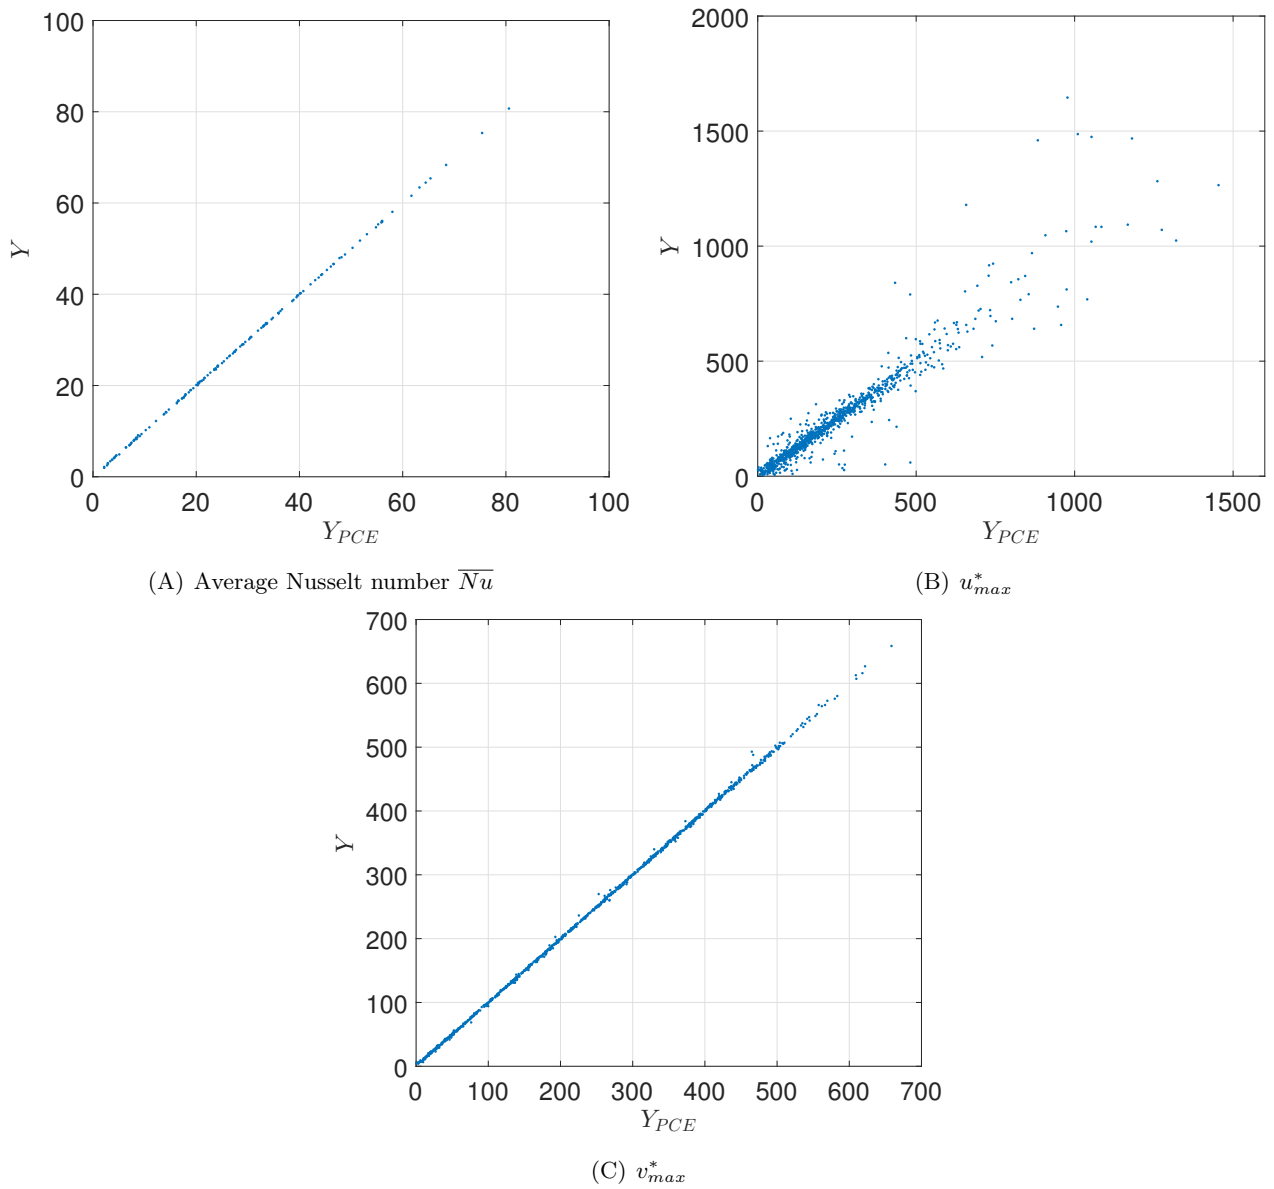 100
80
60
40
20
0
Y
0 20 40 60 80 100
Y_{PCE}
(A) Average Nusselt number \overline{Nu}
2000
1500
1000
500
0
Y
0 500 1000 1500
Y_{PCE}
(B) u^*_{max}
700
600
500
400
300
200
100
0
Y
0 100 200 300 400 500 600 700
Y_{PCE}
(C) v^*_{max}